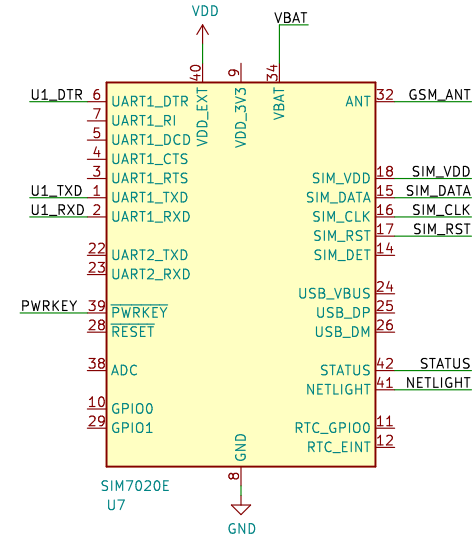 VDD
VBAT
40
9
34
U1_DTR 6 UART1_DTR VDD_EXT VDD_3V3 VBAT ANT 32 GSM_ANT
7 UART1_RI
5 UART1_DCD
4 UART1_CTS
3 UART1_RTS SIM_VDD 18 SIM_VDD
U1_TXD 1 UART1_TXD SIM_DATA 15 SIM_DATA
U1_RXD 2 UART1_RXD SIM_CLK 16 SIM_CLK
SIM_RST 17 SIM_RST
22 UART2_TXD SIM_DET 14
23 UART2_RXD
USB_VBUS 24
PWRKEY 39 PWRKEY USB_DP 25
28 RESET USB_DM 26
38 ADC STATUS 42 STATUS
NETLIGHT 41 NETLIGHT
10 GPIO0
29 GPIO1 RTC_GPIO0 11
RTC_EINT 12
GND
8
SIM7020E
U7
GND